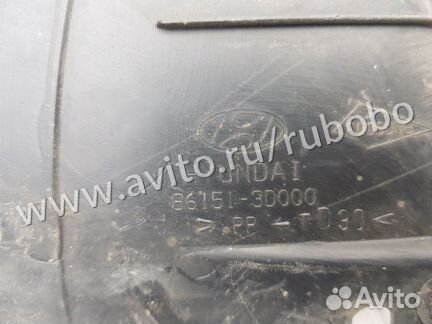 www.avito.ru/rubobo
HYUNDAI
86151-3D000
> PP -TD30<
Avito